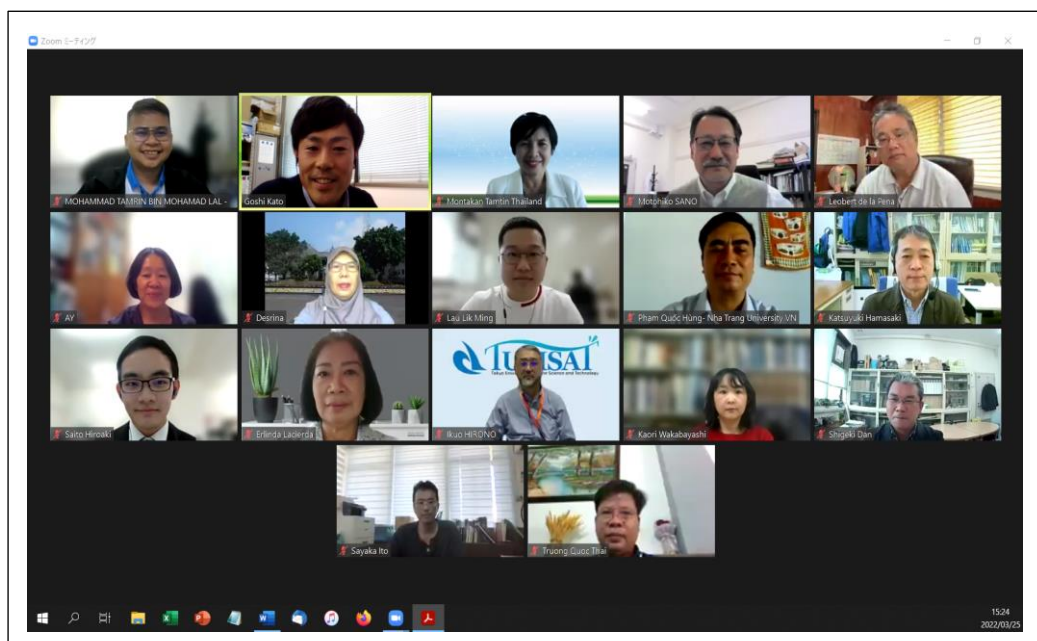 Zoom ミーティング
MOHAMMAD TAMRIN BIN MOHAMAD LAL -
Goshi Kato
Montakan Tamtin Thailand
Motohiko SANO
Leobert de la Pena
AY
Desrina
Lau Lik Ming
Pham Quốc Hùng- Nha Trang University VN
Katsuyuki Hamasaki
Saito Hiroaki
Erlinda Lacierda
Ikuo HIRONO
Kaori Wakabayashi
Shigeki Dan
Sayaka Ito
Truong Quoc Thai
15:24
2022/03/25